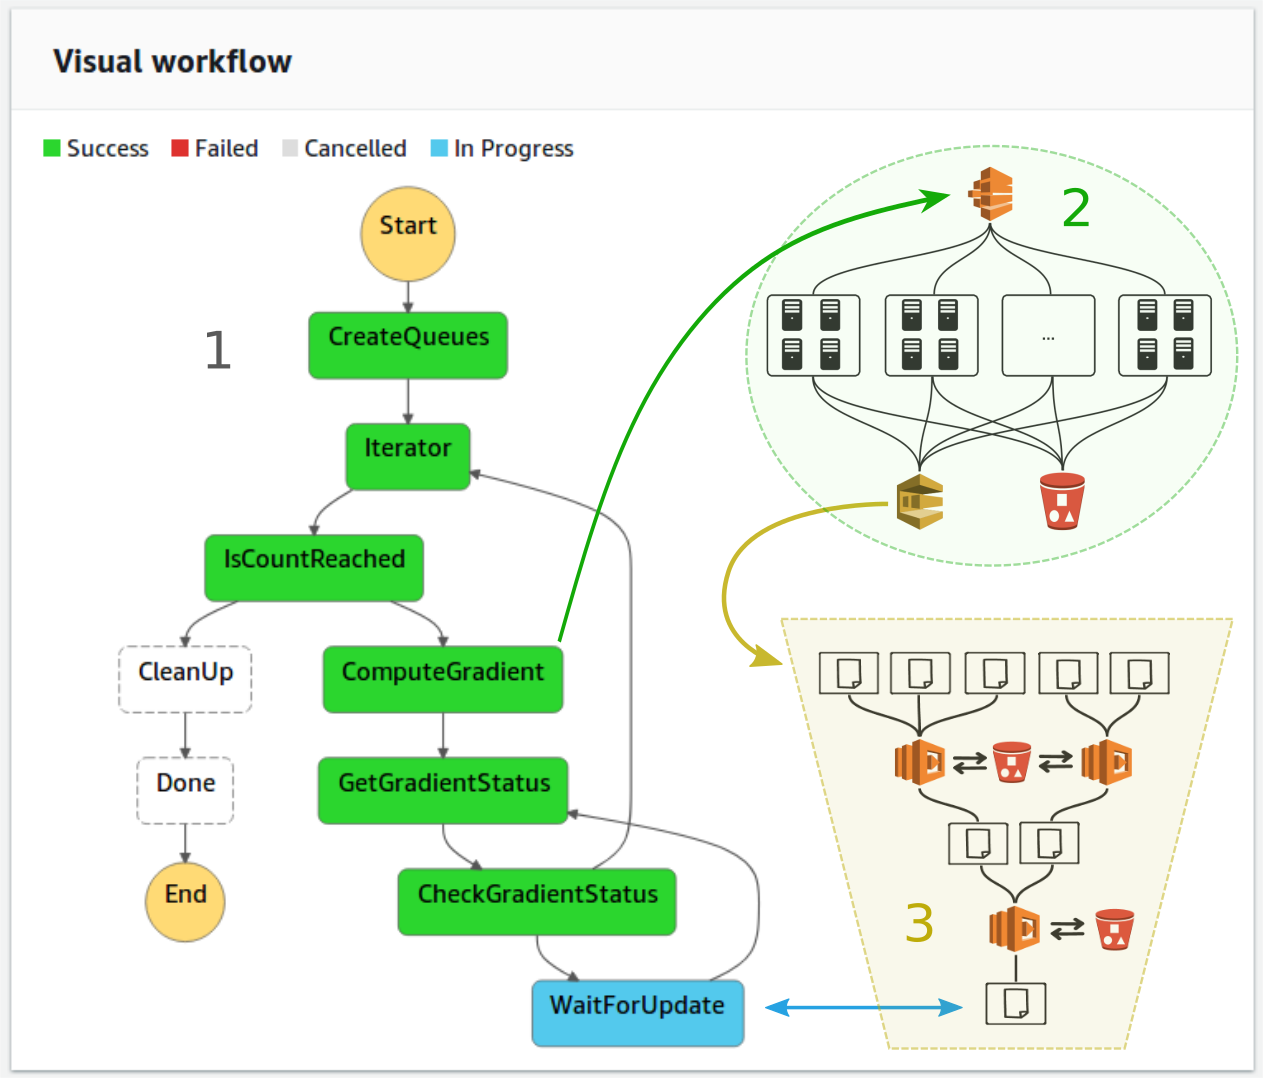 Visual workflow
Success Failed Cancelled In Progress
Start
1
CreateQueues
Iterator
IsCountReached
CleanUp
ComputeGradient
Done
GetGradientStatus
End
CheckGradientStatus
WaitForUpdate
2
...
3